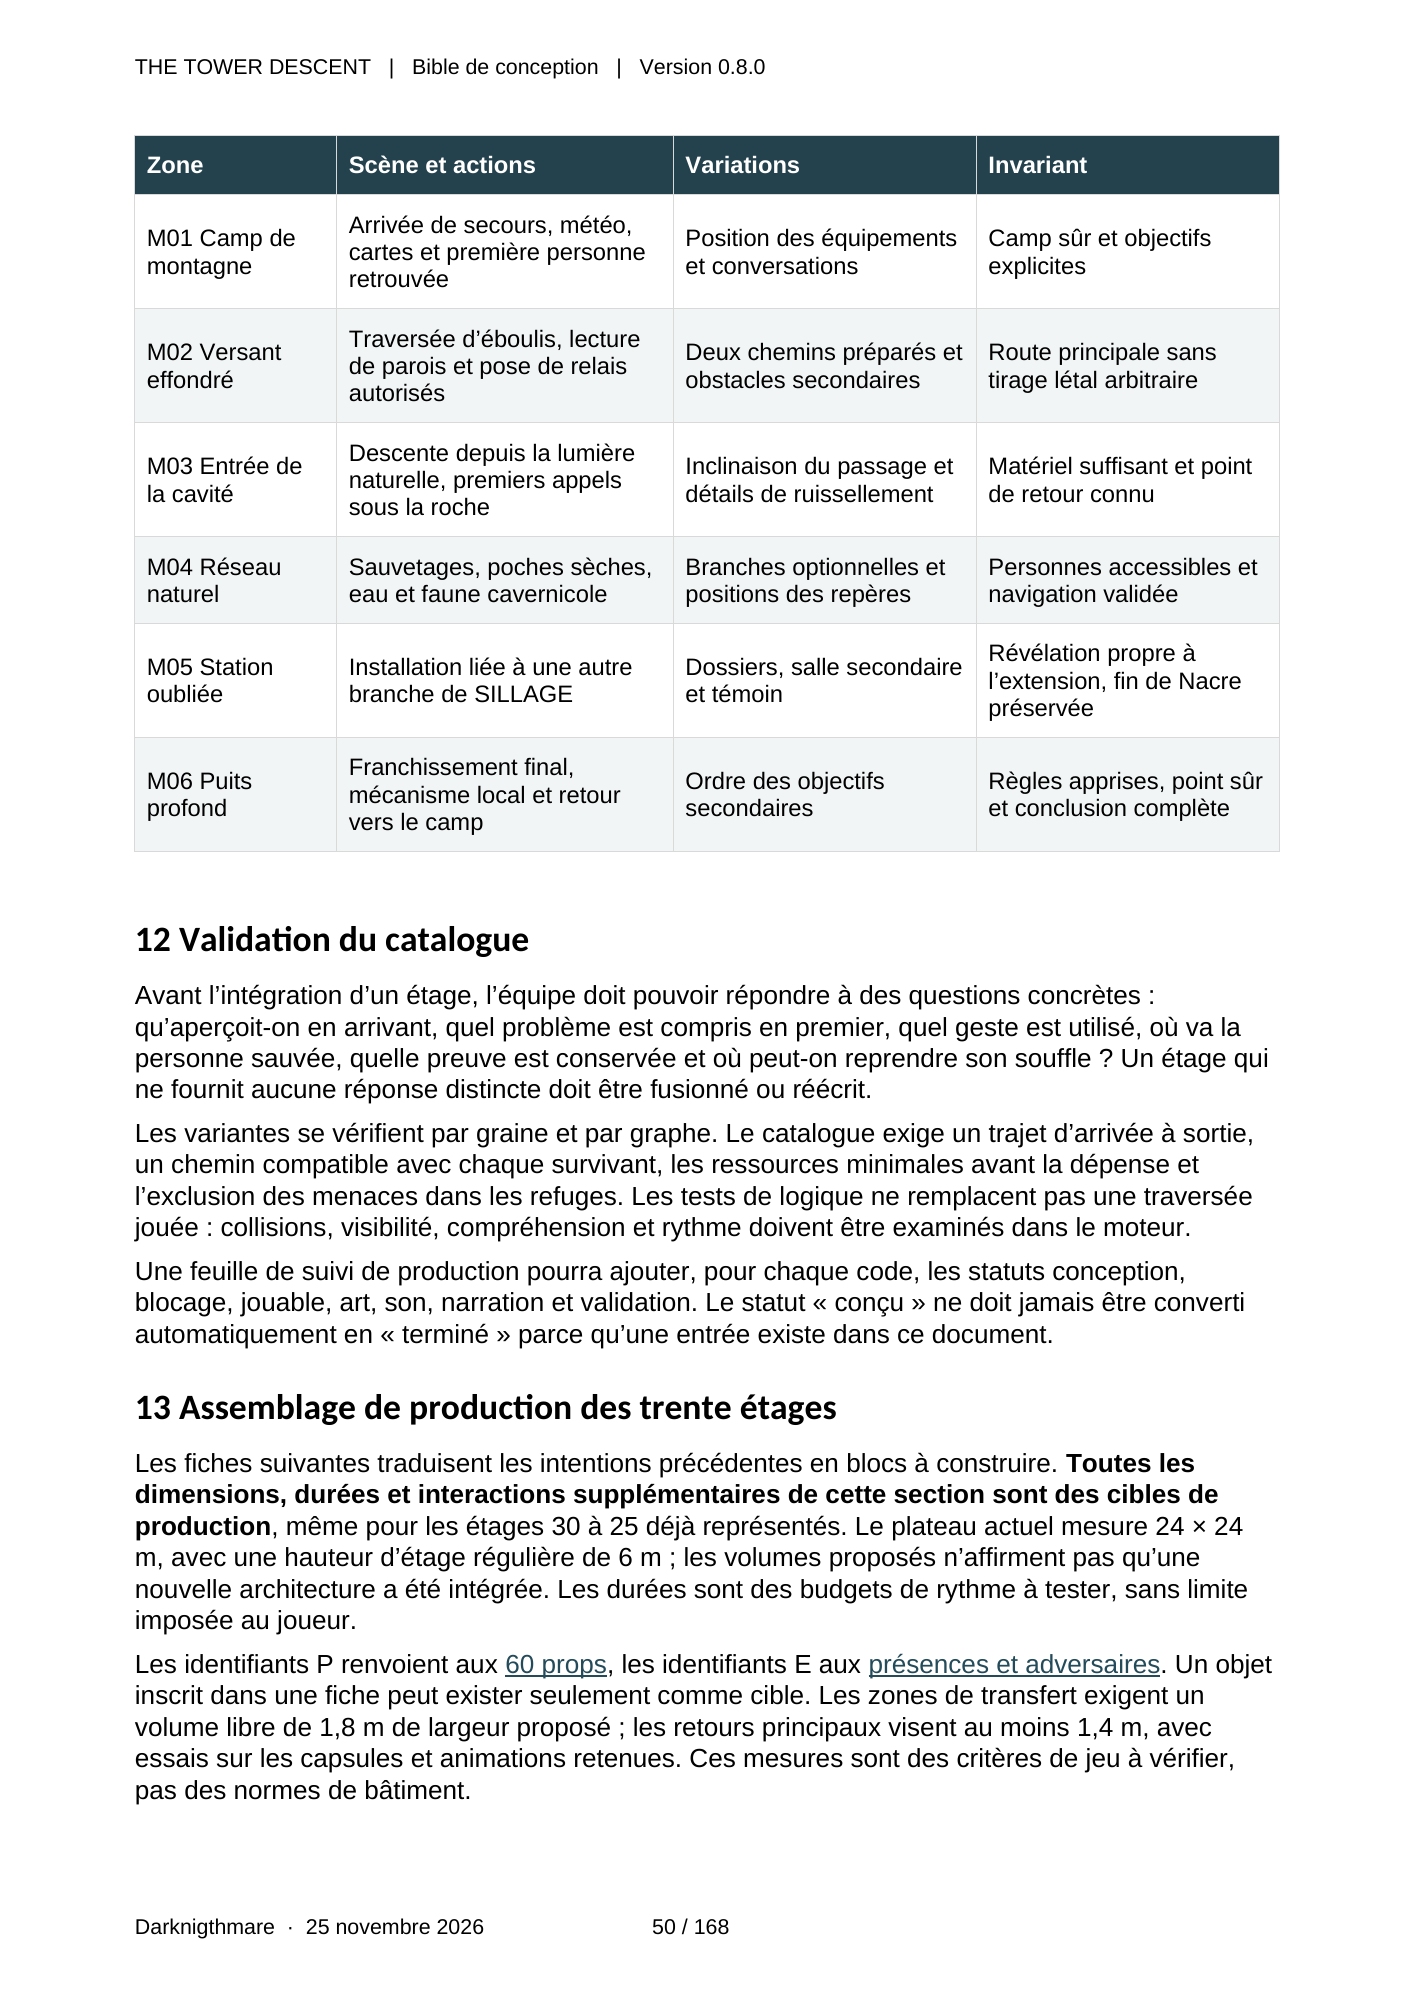 THE TOWER DESCENT | Bible de conception | Version 0.8.0
Zone
Scène et actions
Variations
Invariant
M01 Camp de
montagne
Arrivée de secours, météo,
cartes et première personne
retrouvée
Position des équipements
et conversations
Camp sûr et objectifs
explicites
M02 Versant
effondré
Traversée d’éboulis, lecture
de parois et pose de relais
autorisés
Deux chemins préparés et
obstacles secondaires
Route principale sans
tirage létal arbitraire
M03 Entrée de
la cavité
Descente depuis la lumière
naturelle, premiers appels
sous la roche
Inclinaison du passage et
détails de ruissellement
Matériel suffisant et point
de retour connu
M04 Réseau
naturel
Sauvetages, poches sèches,
eau et faune cavernicole
Branches optionnelles et
positions des repères
Personnes accessibles et
navigation validée
M05 Station
oubliée
Installation liée à une autre
branche de SILLAGE
Dossiers, salle secondaire
et témoin
Révélation propre à
l’extension, fin de Nacre
préservée
M06 Puits
profond
Franchissement final,
mécanisme local et retour
vers le camp
Ordre des objectifs
secondaires
Règles apprises, point sûr
et conclusion complète
12 Validation du catalogue
Avant l’intégration d’un étage, l’équipe doit pouvoir répondre à des questions concrètes :
qu’aperçoit-on en arrivant, quel problème est compris en premier, quel geste est utilisé, où va la
personne sauvée, quelle preuve est conservée et où peut-on reprendre son souffle ? Un étage qui
ne fournit aucune réponse distincte doit être fusionné ou réécrit.
Les variantes se vérifient par graine et par graphe. Le catalogue exige un trajet d’arrivée à sortie,
un chemin compatible avec chaque survivant, les ressources minimales avant la dépense et
l’exclusion des menaces dans les refuges. Les tests de logique ne remplacent pas une traversée
jouée : collisions, visibilité, compréhension et rythme doivent être examinés dans le moteur.
Une feuille de suivi de production pourra ajouter, pour chaque code, les statuts conception,
blocage, jouable, art, son, narration et validation. Le statut « conçu » ne doit jamais être converti
automatiquement en « terminé » parce qu’une entrée existe dans ce document.
13 Assemblage de production des trente étages
Les fiches suivantes traduisent les intentions précédentes en blocs à construire. Toutes les
dimensions, durées et interactions supplémentaires de cette section sont des cibles de
production, même pour les étages 30 à 25 déjà représentés. Le plateau actuel mesure 24 × 24
m, avec une hauteur d’étage régulière de 6 m ; les volumes proposés n’affirment pas qu’une
nouvelle architecture a été intégrée. Les durées sont des budgets de rythme à tester, sans limite
imposée au joueur.
Les identifiants P renvoient aux 60 props, les identifiants E aux présences et adversaires. Un objet
inscrit dans une fiche peut exister seulement comme cible. Les zones de transfert exigent un
volume libre de 1,8 m de largeur proposé ; les retours principaux visent au moins 1,4 m, avec
essais sur les capsules et animations retenues. Ces mesures sont des critères de jeu à vérifier,
pas des normes de bâtiment.
Darknigthmare · 25 novembre 2026
50 / 168